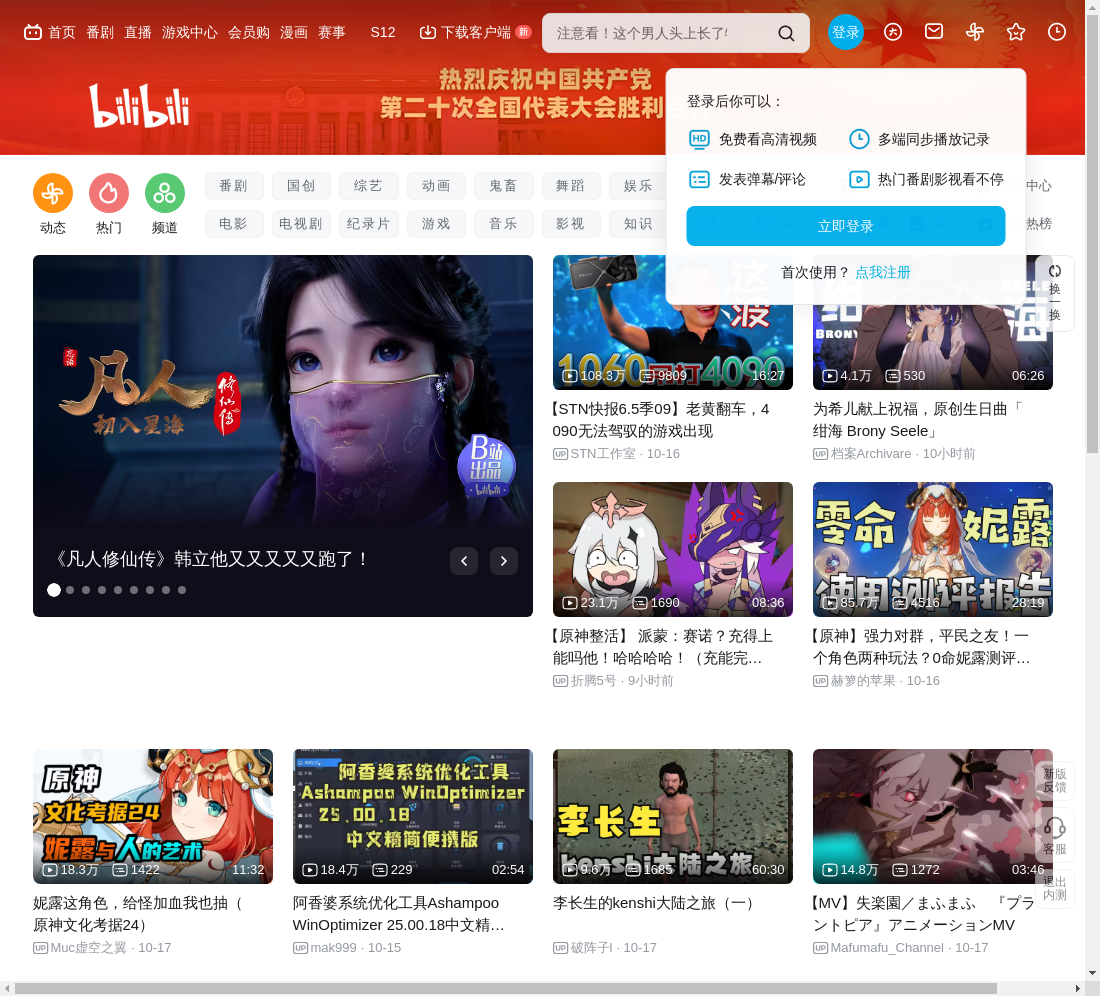 首页 番剧 直播 游戏中心 会员购 漫画 赛事 S12 下载客户端 新
注意看！这个男人头上长了
登录
bilibili
热烈庆祝中国共产党
第二十次全国代表大会胜利
登录后你可以：
免费看高清视频
多端同步播放记录
发表弹幕/评论
热门番剧影视看不停
立即登录
首次使用？ 点我注册
动态
热门
频道
番剧 国创 综艺 动画 鬼畜 舞蹈 娱乐
电影 电视剧 纪录片 游戏 音乐 影视 知识
热榜
换一换
忘语
凡人
修仙传
初入星海
B站
出品
bilibili
《凡人修仙传》韩立他又又又又又跑了！
这
波
1060 可打 4090
108.3万 9809 16:27
【STN快报6.5季09】老黄翻车，4
090无法驾驭的游戏出现
UP STN工作室 · 10-16
绀
海
BRONY
SEELE
4.1万 530 06:26
为希儿献上祝福，原创生日曲「
绀海 Brony Seele」
UP 档案Archivare · 10小时前
23.1万 1690 08:36
【原神整活】 派蒙：赛诺？充得上
能吗他！哈哈哈哈！（充能完…
UP 折腾5号 · 9小时前
零命 妮露
使用测评报告
85.7万 4516 28:19
【原神】强力对群，平民之友！一
个角色两种玩法？0命妮露测评…
UP 赫萝的苹果 · 10-16
原神
文化考据24
妮露与人的艺术
18.3万 1422 11:32
妮露这角色，给怪加血我也抽（
原神文化考据24）
UP Muc虚空之翼 · 10-17
阿香婆系统优化工具
Ashampoo WinOptimizer
25.00.18
中文精简便携版
18.4万 229 02:54
阿香婆系统优化工具Ashampoo
WinOptimizer 25.00.18中文精…
UP mak999 · 10-15
李长生
kenshi大陆之旅
9.6万 1685 60:30
李长生的kenshi大陆之旅（一）
UP 破阵子l · 10-17
14.8万 1272 03:46
【MV】失楽園／まふまふ 『プラ
ントピア』アニメーションMV
UP Mafumafu_Channel · 10-17
新版
反馈
客服
退出
内测